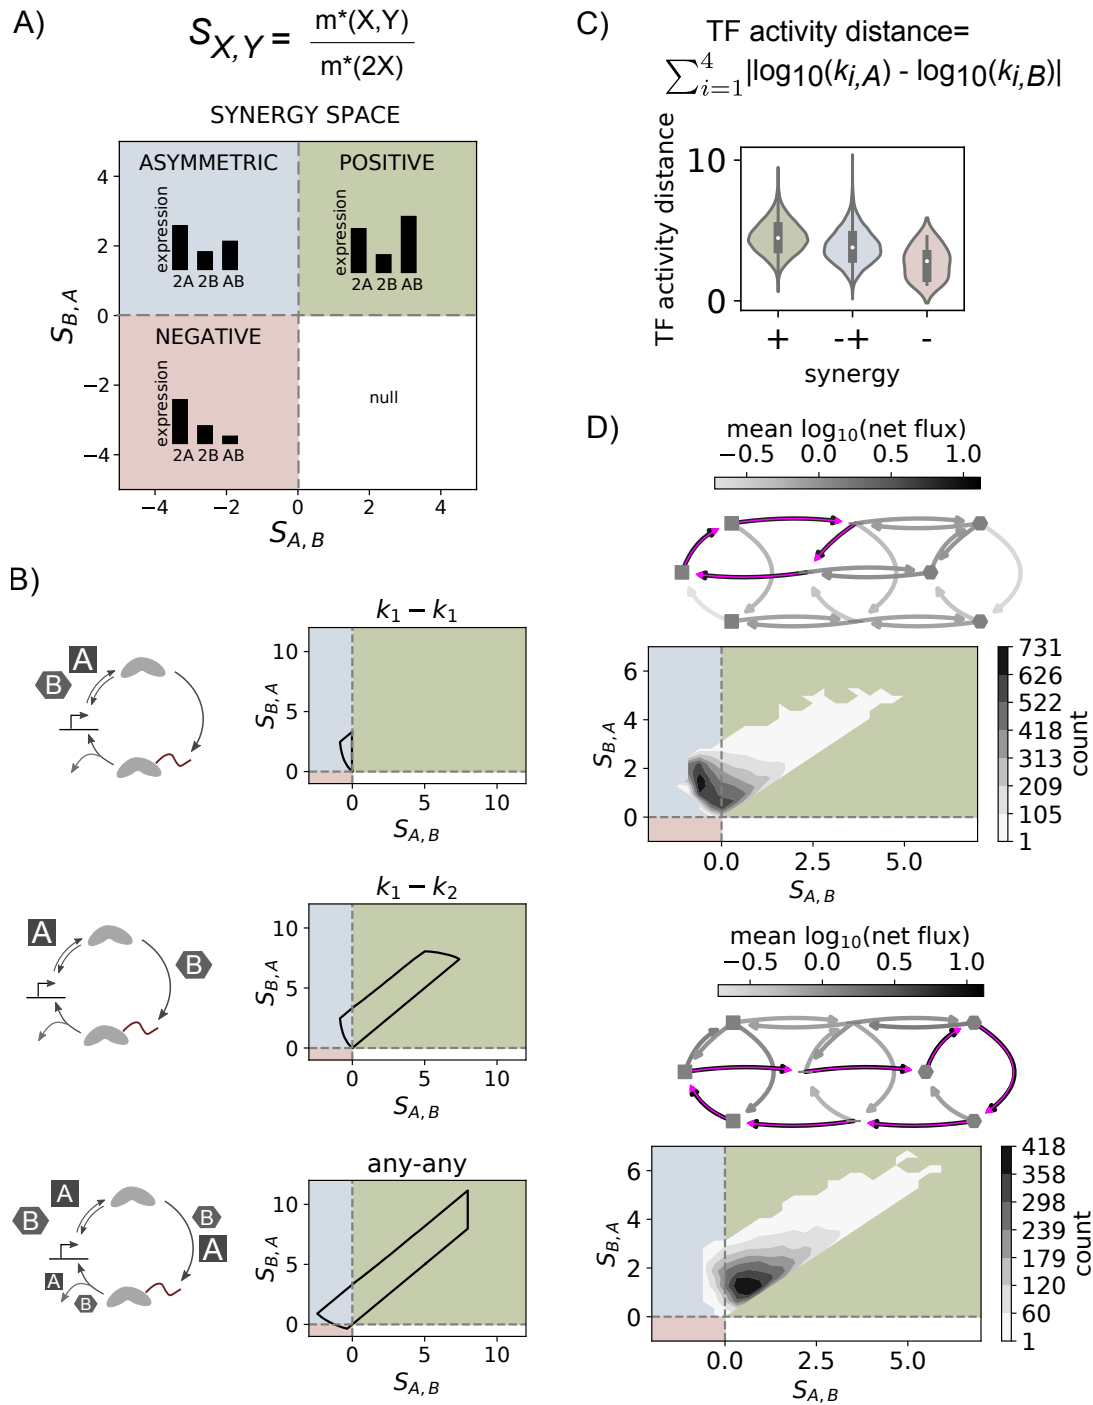 A)
S_{X,Y} = m*(X,Y) / m*(2X)
SYNERGY SPACE
ASYMMETRIC
POSITIVE
expression
2A 2B AB
expression
2A 2B AB
NEGATIVE
expression
2A 2B AB
null
4
2
0
−2
−4
S_{B,A}
−4 −2 0 2 4
S_{A,B}
B)
A
B
k₁ − k₁
10
5
0
S_{B,A}
0 5 10
S_{A,B}
A
B
k₁ − k₂
10
5
0
S_{B,A}
0 5 10
S_{A,B}
A
B
B
A
A
B
any-any
10
5
0
S_{B,A}
0 5 10
S_{A,B}
C)
TF activity distance=
∑_{i=1}^{4} |log10(k_{i,A}) - log10(k_{i,B})|
10
0
TF activity distance
+ -+ -
synergy
D)
mean log₁₀(net flux)
−0.5 0.0 0.5 1.0
6
4
2
0
S_{B,A}
0.0 2.5 5.0
S_{A,B}
731
626
522
418
313
209
105
1
count
mean log₁₀(net flux)
−0.5 0.0 0.5 1.0
6
4
2
0
S_{B,A}
0.0 2.5 5.0
S_{A,B}
418
358
298
239
179
120
60
1
count